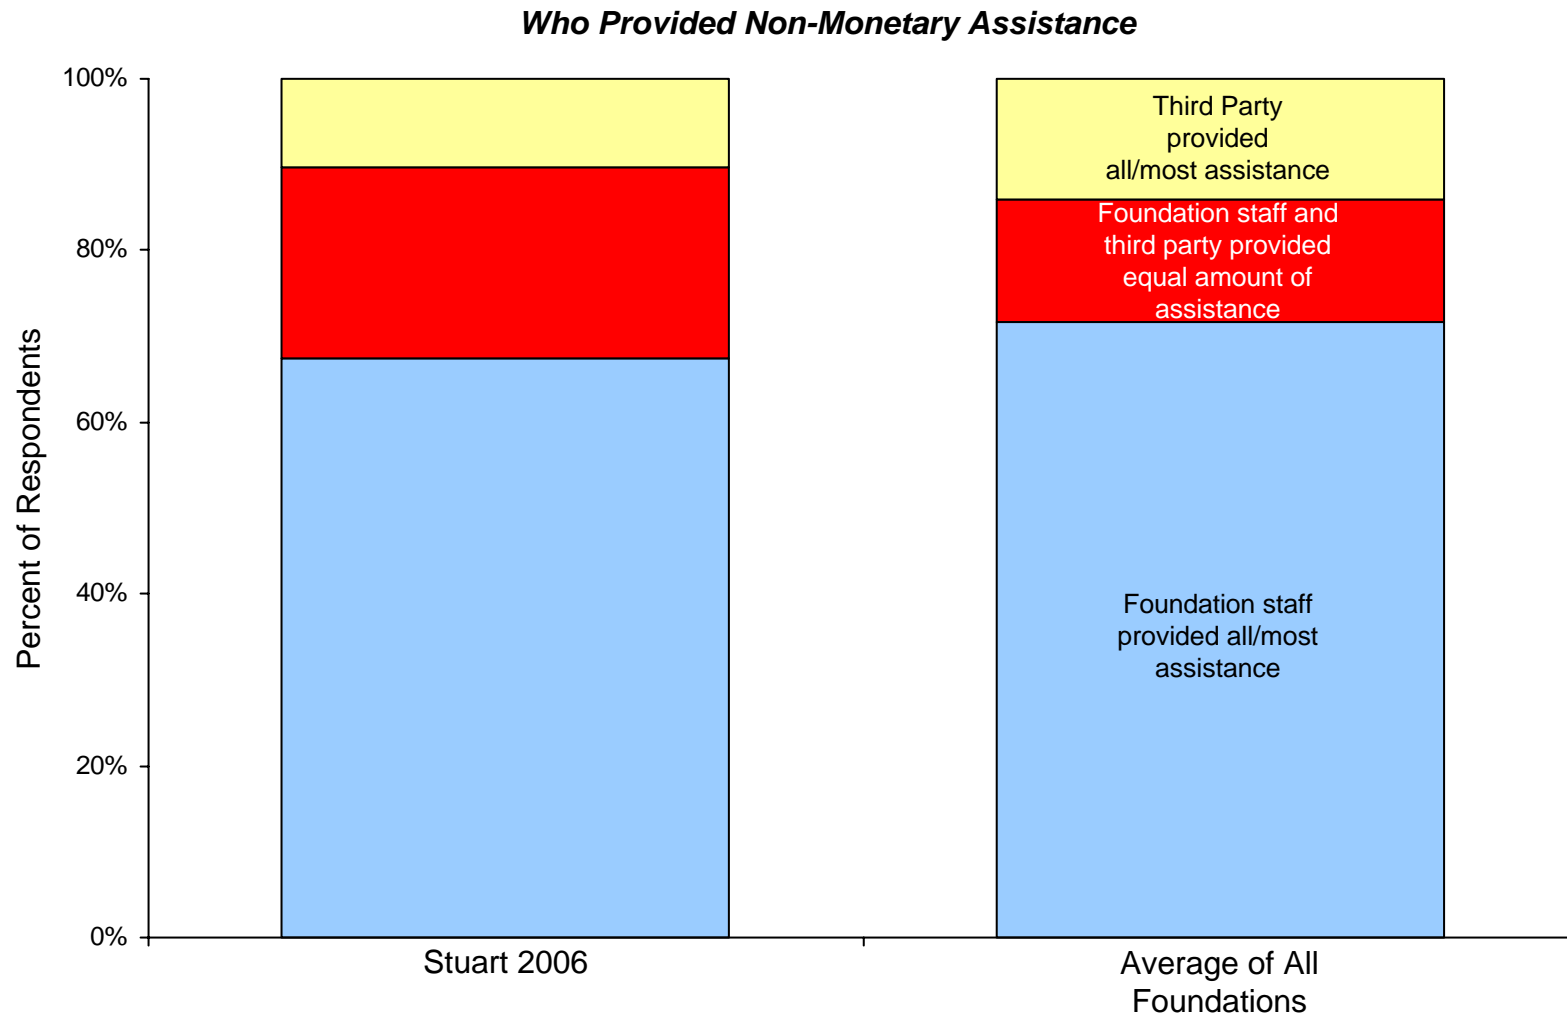 Who Provided Non-Monetary Assistance
100%
80%
60%
40%
20%
0%
Percent of Respondents
Third Party
provided
all/most assistance
Foundation staff and
third party provided
equal amount of
assistance
Foundation staff
provided all/most
assistance
Stuart 2006
Average of All
Foundations